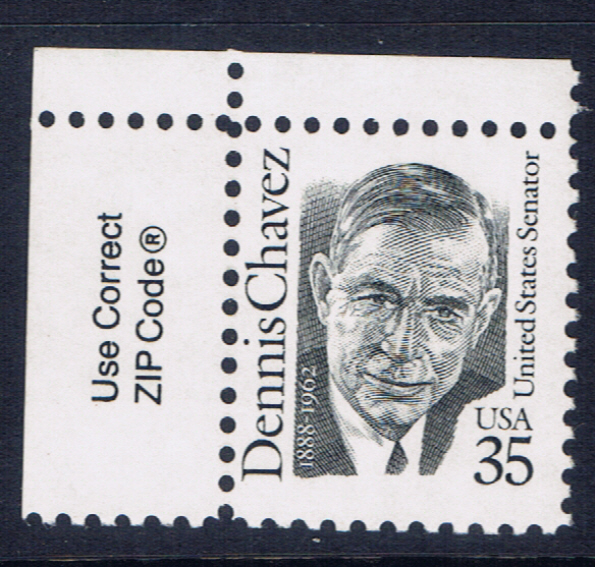 Use Correct
ZIP Code®
Dennis Chavez
1888-1962
United States Senator
USA
35